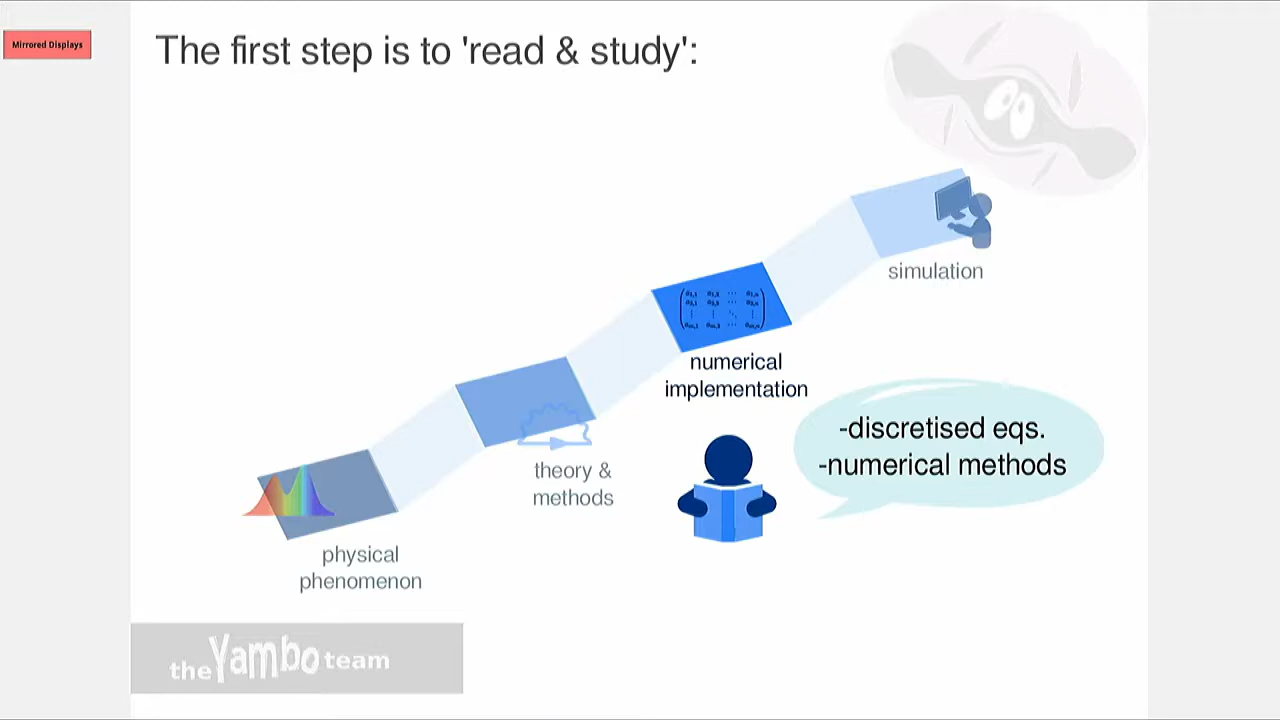 Mirrored Displays
The first step is to 'read & study':
simulation
numerical
implementation
-discretised eqs.
-numerical methods
theory &
methods
physical
phenomenon
the Yambo team